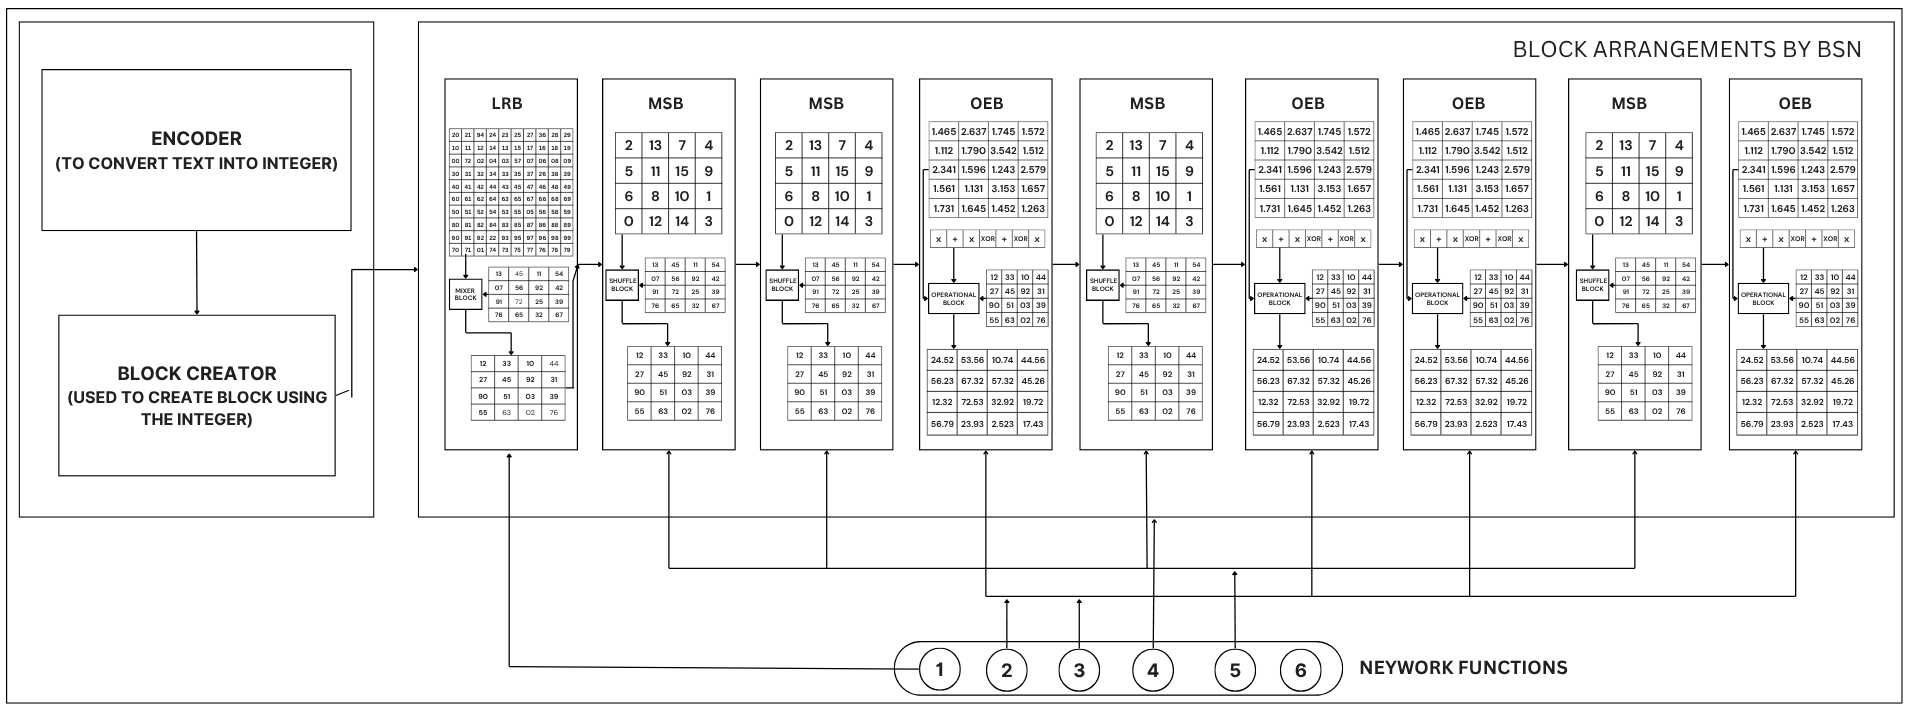 BLOCK ARRANGEMENTS BY BSN
ENCODER
(TO CONVERT TEXT INTO INTEGER)
BLOCK CREATOR
(USED TO CREATE BLOCK USING
THE INTEGER)
LRB
20 21 94 24 23 25 27 36 28 29
10 11 12 14 13 15 17 16 18 19
00 72 02 04 03 57 07 06 08 09
30 31 32 34 33 35 37 26 38 39
40 41 42 44 43 45 47 46 48 49
60 61 62 64 63 65 67 66 68 69
50 51 52 54 53 55 05 56 58 59
80 81 82 84 83 85 87 86 88 89
90 91 92 22 93 95 97 96 98 99
70 71 01 74 73 75 77 76 78 79
MIXER
BLOCK
13 45 11 54
07 56 92 42
91 72 25 39
76 65 32 67
12 33 10 44
27 45 92 31
90 51 03 39
55 63 02 76
MSB
2 13 7 4
5 11 15 9
6 8 10 1
0 12 14 3
SHUFFLE
BLOCK
13 45 11 54
07 56 92 42
91 72 25 39
76 65 32 67
12 33 10 44
27 45 92 31
90 51 03 39
55 63 02 76
MSB
2 13 7 4
5 11 15 9
6 8 10 1
0 12 14 3
SHUFFLE
BLOCK
13 45 11 54
07 56 92 42
91 72 25 39
76 65 32 67
12 33 10 44
27 45 92 31
90 51 03 39
55 63 02 76
OEB
1.465 2.637 1.745 1.572
1.112 1.790 3.542 1.512
2.341 1.596 1.243 2.579
1.561 1.131 3.153 1.657
1.731 1.645 1.452 1.263
x + x XOR + XOR x
OPERATIONAL
BLOCK
12 33 10 44
27 45 92 31
90 51 03 39
55 63 02 76
24.52 53.56 10.74 44.56
56.23 67.32 57.32 45.26
12.32 72.53 32.92 19.72
56.79 23.93 2.523 17.43
MSB
2 13 7 4
5 11 15 9
6 8 10 1
0 12 14 3
SHUFFLE
BLOCK
13 45 11 54
07 56 92 42
91 72 25 39
76 65 32 67
12 33 10 44
27 45 92 31
90 51 03 39
55 63 02 76
OEB
1.465 2.637 1.745 1.572
1.112 1.790 3.542 1.512
2.341 1.596 1.243 2.579
1.561 1.131 3.153 1.657
1.731 1.645 1.452 1.263
x + x XOR + XOR x
OPERATIONAL
BLOCK
12 33 10 44
27 45 92 31
90 51 03 39
55 63 02 76
24.52 53.56 10.74 44.56
56.23 67.32 57.32 45.26
12.32 72.53 32.92 19.72
56.79 23.93 2.523 17.43
OEB
1.465 2.637 1.745 1.572
1.112 1.790 3.542 1.512
2.341 1.596 1.243 2.579
1.561 1.131 3.153 1.657
1.731 1.645 1.452 1.263
x + x XOR + XOR x
OPERATIONAL
BLOCK
12 33 10 44
27 45 92 31
90 51 03 39
55 63 02 76
24.52 53.56 10.74 44.56
56.23 67.32 57.32 45.26
12.32 72.53 32.92 19.72
56.79 23.93 2.523 17.43
MSB
2 13 7 4
5 11 15 9
6 8 10 1
0 12 14 3
SHUFFLE
BLOCK
13 45 11 54
07 56 92 42
91 72 25 39
76 65 32 67
12 33 10 44
27 45 92 31
90 51 03 39
55 63 02 76
OEB
1.465 2.637 1.745 1.572
1.112 1.790 3.542 1.512
2.341 1.596 1.243 2.579
1.561 1.131 3.153 1.657
1.731 1.645 1.452 1.263
x + x XOR + XOR x
OPERATIONAL
BLOCK
12 33 10 44
27 45 92 31
90 51 03 39
55 63 02 76
24.52 53.56 10.74 44.56
56.23 67.32 57.32 45.26
12.32 72.53 32.92 19.72
56.79 23.93 2.523 17.43
1 2 3 4 5 6 NEYWORK FUNCTIONS